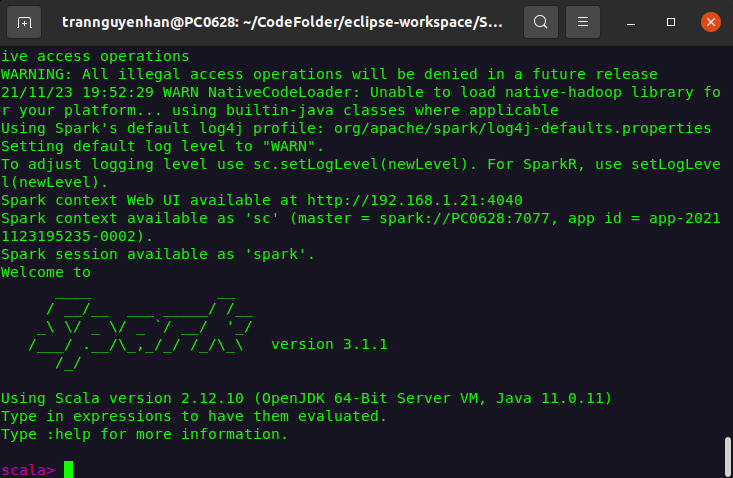 trannguyenhan@PC0628: ~/CodeFolder/eclipse-workspace/S...
ive access operations
WARNING: All illegal access operations will be denied in a future release
21/11/23 19:52:29 WARN NativeCodeLoader: Unable to load native-hadoop library fo
r your platform... using builtin-java classes where applicable
Using Spark's default log4j profile: org/apache/spark/log4j-defaults.properties
Setting default log level to "WARN".
To adjust logging level use sc.setLogLevel(newLevel). For SparkR, use setLogLeve
l(newLevel).
Spark context Web UI available at http://192.168.1.21:4040
Spark context available as 'sc' (master = spark://PC0628:7077, app id = app-2021
1123195235-0002).
Spark session available as 'spark'.
Welcome to
      ____              __
     / __/__  ___ _____/ /__
    _\ \/ _ \/ _ `/ __/  '_/
   /___/ .__/\_,_/_/ /_/\_\   version 3.1.1
      /_/
Using Scala version 2.12.10 (OpenJDK 64-Bit Server VM, Java 11.0.11)
Type in expressions to have them evaluated.
Type :help for more information.
scala>